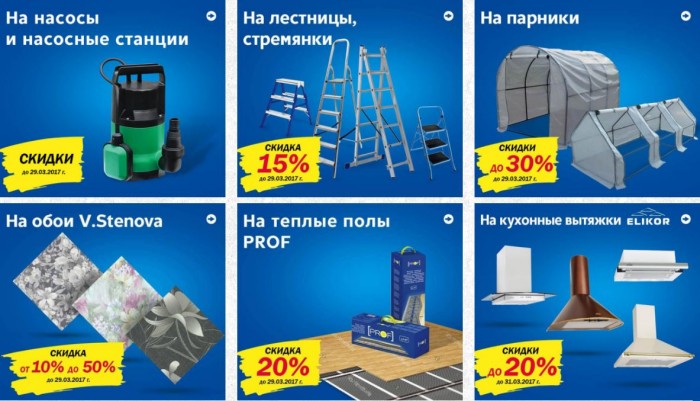 На насосы
и насосные станции
СКИДКИ
до 29.03.2017 г.
На лестницы,
стремянки
СКИДКА
15%
до 29.03.2017 г.
На парники
СКИДКИ
ДО 30%
до 29.03.2017 г.
На обои V.Stenova
СКИДКА
от 10% до 50%
до 29.03.2017 г.
На теплые полы
PROF
[PROF]
СКИДКА
20%
до 29.03.2017 г.
На кухонные вытяжки ELIKOR
СКИДКИ
ДО 20%
до 31.03.2017 г.